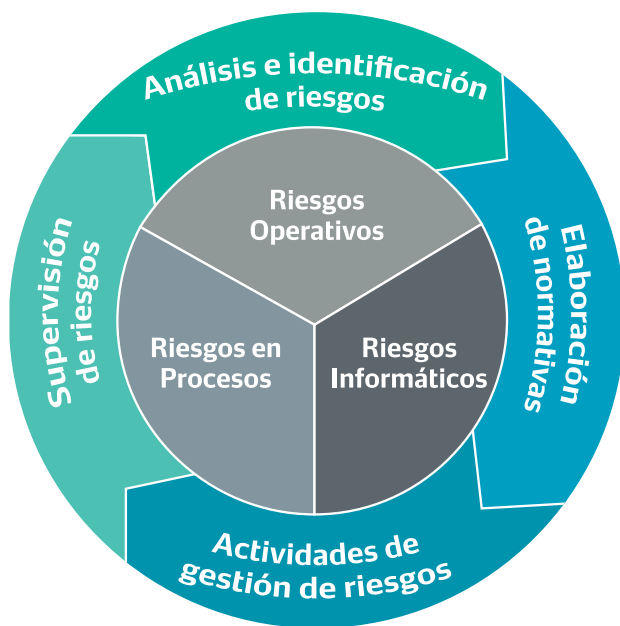 Análisis e identificación
de riesgos
Elaboración
de normativas
Actividades de
gestión de riesgos
Supervisión
de riesgos
Riesgos
Operativos
Riesgos en
Procesos
Riesgos
Informáticos